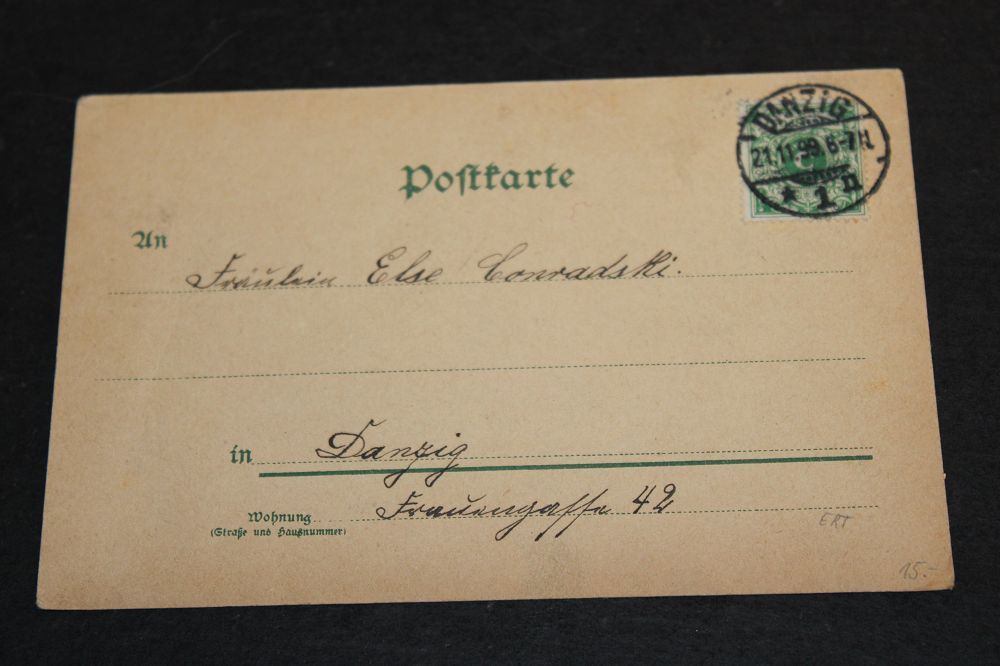 Postkarte
DANZIG
21.11.99 6-7N
* 1 n
5
An
Fräulein Else Conradski.
in Danzig
Wohnung Frauengasse 42
(Straße und Hausnummer)
ERT
15.-